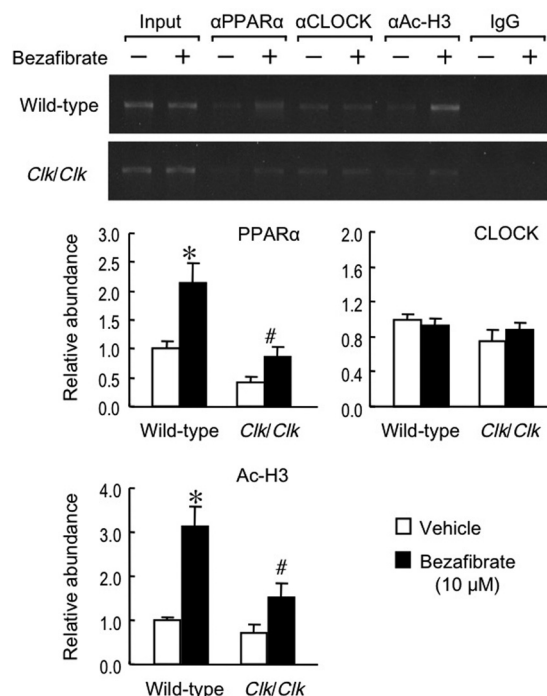 Input αPPARα αCLOCK αAc-H3 IgG
Bezafibrate − + − + − + − + − +
Wild-type
Clk/Clk
PPARα
Relative abundance
3.0
2.5
2.0
1.5
1.0
0.5
0.0
*
#
Wild-type Clk/Clk
CLOCK
2.0
1.6
1.2
0.8
0.4
0.0
Wild-type Clk/Clk
Ac-H3
Relative abundance
4.0
3.0
2.0
1.0
0.0
*
#
Wild-type Clk/Clk
Vehicle
Bezafibrate
(10 µM)